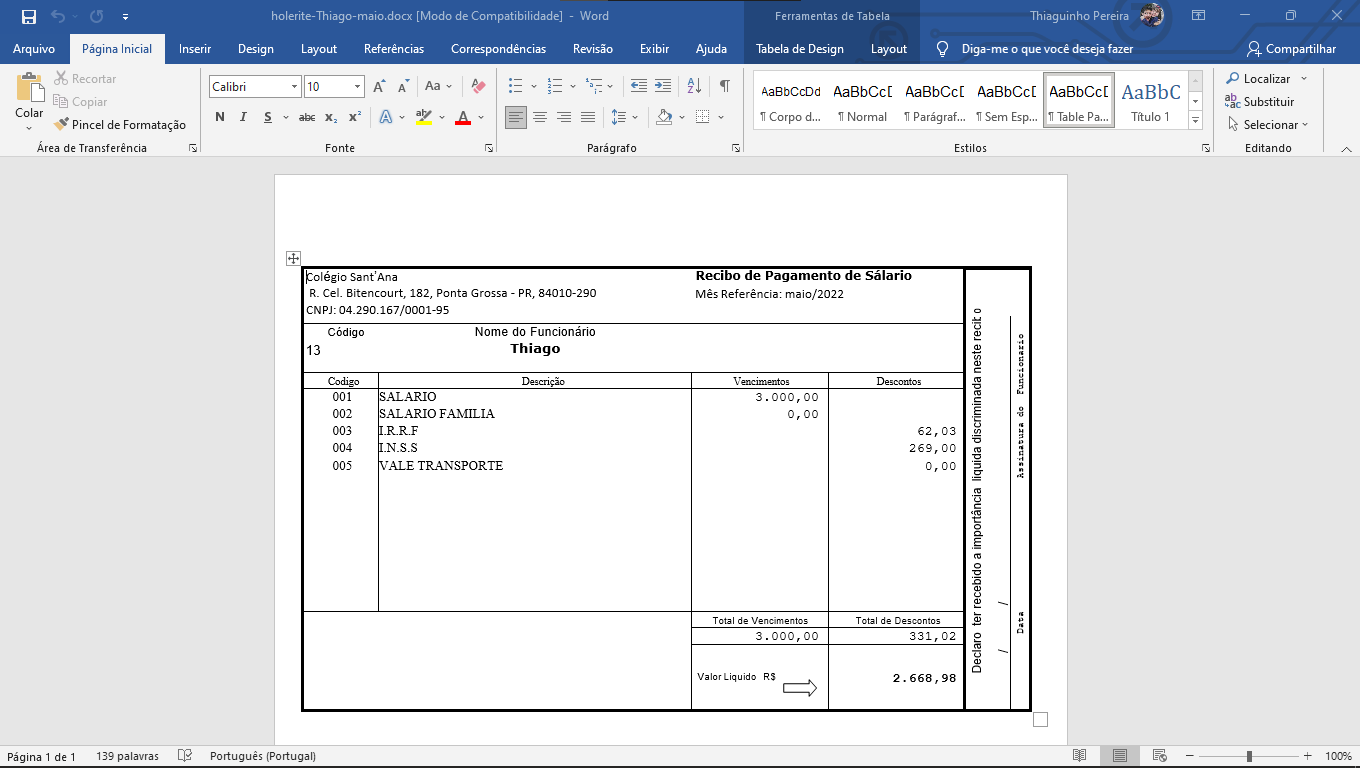 holerite-Thiago-maio.docx [Modo de Compatibilidade] - Word
Ferramentas de Tabela
Thiaguinho Pereira
Arquivo
Página Inicial
Inserir
Design
Layout
Referências
Correspondências
Revisão
Exibir
Ajuda
Tabela de Design
Layout
Diga-me o que você deseja fazer
Compartilhar
Colar
Recortar
Copiar
Pincel de Formatação
Área de Transferência
Calibri
10
Aa
N I S abc x₂ x²
Fonte
Parágrafo
AaBbCcDd
¶ Corpo d...
AaBbCcD
¶ Normal
AaBbCcD
¶ Parágraf...
AaBbCcD
¶ Sem Esp...
AaBbCcD
¶ Table Pa...
AaBbC
Título 1
Estilos
Localizar
Substituir
Selecionar
Editando
Colégio Sant'Ana
R. Cel. Bitencourt, 182, Ponta Grossa - PR, 84010-290
CNPJ: 04.290.167/0001-95
Recibo de Pagamento de Sálario
Mês Referência: maio/2022
Código
Nome do Funcionário
13
Thiago
Codigo Descrição Vencimentos Descontos
001 SALARIO 3.000,00
002 SALARIO FAMILIA 0,00
003 I.R.R.F 62,03
004 I.N.S.S 269,00
005 VALE TRANSPORTE 0,00
Total de Vencimentos Total de Descontos
3.000,00 331,02
Valor Liquido R$ 2.668,98
Declaro ter recebido a importância liquida discriminada neste recibo
/ /
Data
Assinatura do Funcionario
Página 1 de 1
139 palavras
Português (Portugal)
100%